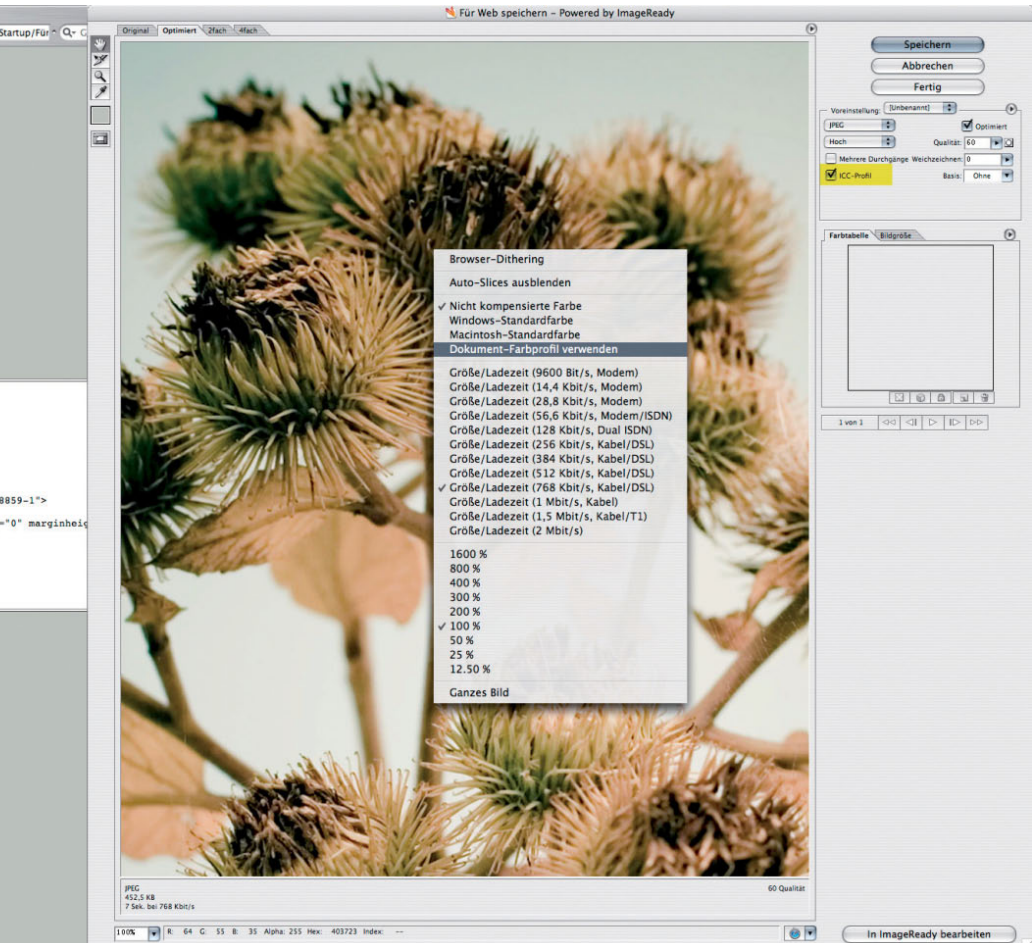 Für Web speichern – Powered by ImageReady
Startup/Für
Original Optimiert 2fach 4fach
Speichern
Abbrechen
Fertig
Voreinstellung: [Unbenannt]
JPEG Optimiert
Hoch Qualität: 60
Mehrere Durchgänge Weichzeichnen: 0
ICC-Profil Basis: Ohne
Farbtabelle Bildgröße
1 von 1
Browser-Dithering
Auto-Slices ausblenden
✓ Nicht kompensierte Farbe
Windows-Standardfarbe
Macintosh-Standardfarbe
Dokument-Farbprofil verwenden
Größe/Ladezeit (9600 Bit/s, Modem)
Größe/Ladezeit (14,4 Kbit/s, Modem)
Größe/Ladezeit (28,8 Kbit/s, Modem)
Größe/Ladezeit (56,6 Kbit/s, Modem/ISDN)
Größe/Ladezeit (128 Kbit/s, Dual ISDN)
Größe/Ladezeit (256 Kbit/s, Kabel/DSL)
Größe/Ladezeit (384 Kbit/s, Kabel/DSL)
Größe/Ladezeit (512 Kbit/s, Kabel/DSL)
✓ Größe/Ladezeit (768 Kbit/s, Kabel/DSL)
Größe/Ladezeit (1 Mbit/s, Kabel)
Größe/Ladezeit (1,5 Mbit/s, Kabel/T1)
Größe/Ladezeit (2 Mbit/s)
1600 %
800 %
400 %
300 %
200 %
✓ 100 %
50 %
25 %
12.50 %
Ganzes Bild
8859-1">
="0" marginheig
JPEG 60 Qualität
452,5 KB
7 Sek. bei 768 Kbit/s
100% R: 64 G: 55 B: 35 Alpha: 255 Hex: 403723 Index: --
In ImageReady bearbeiten